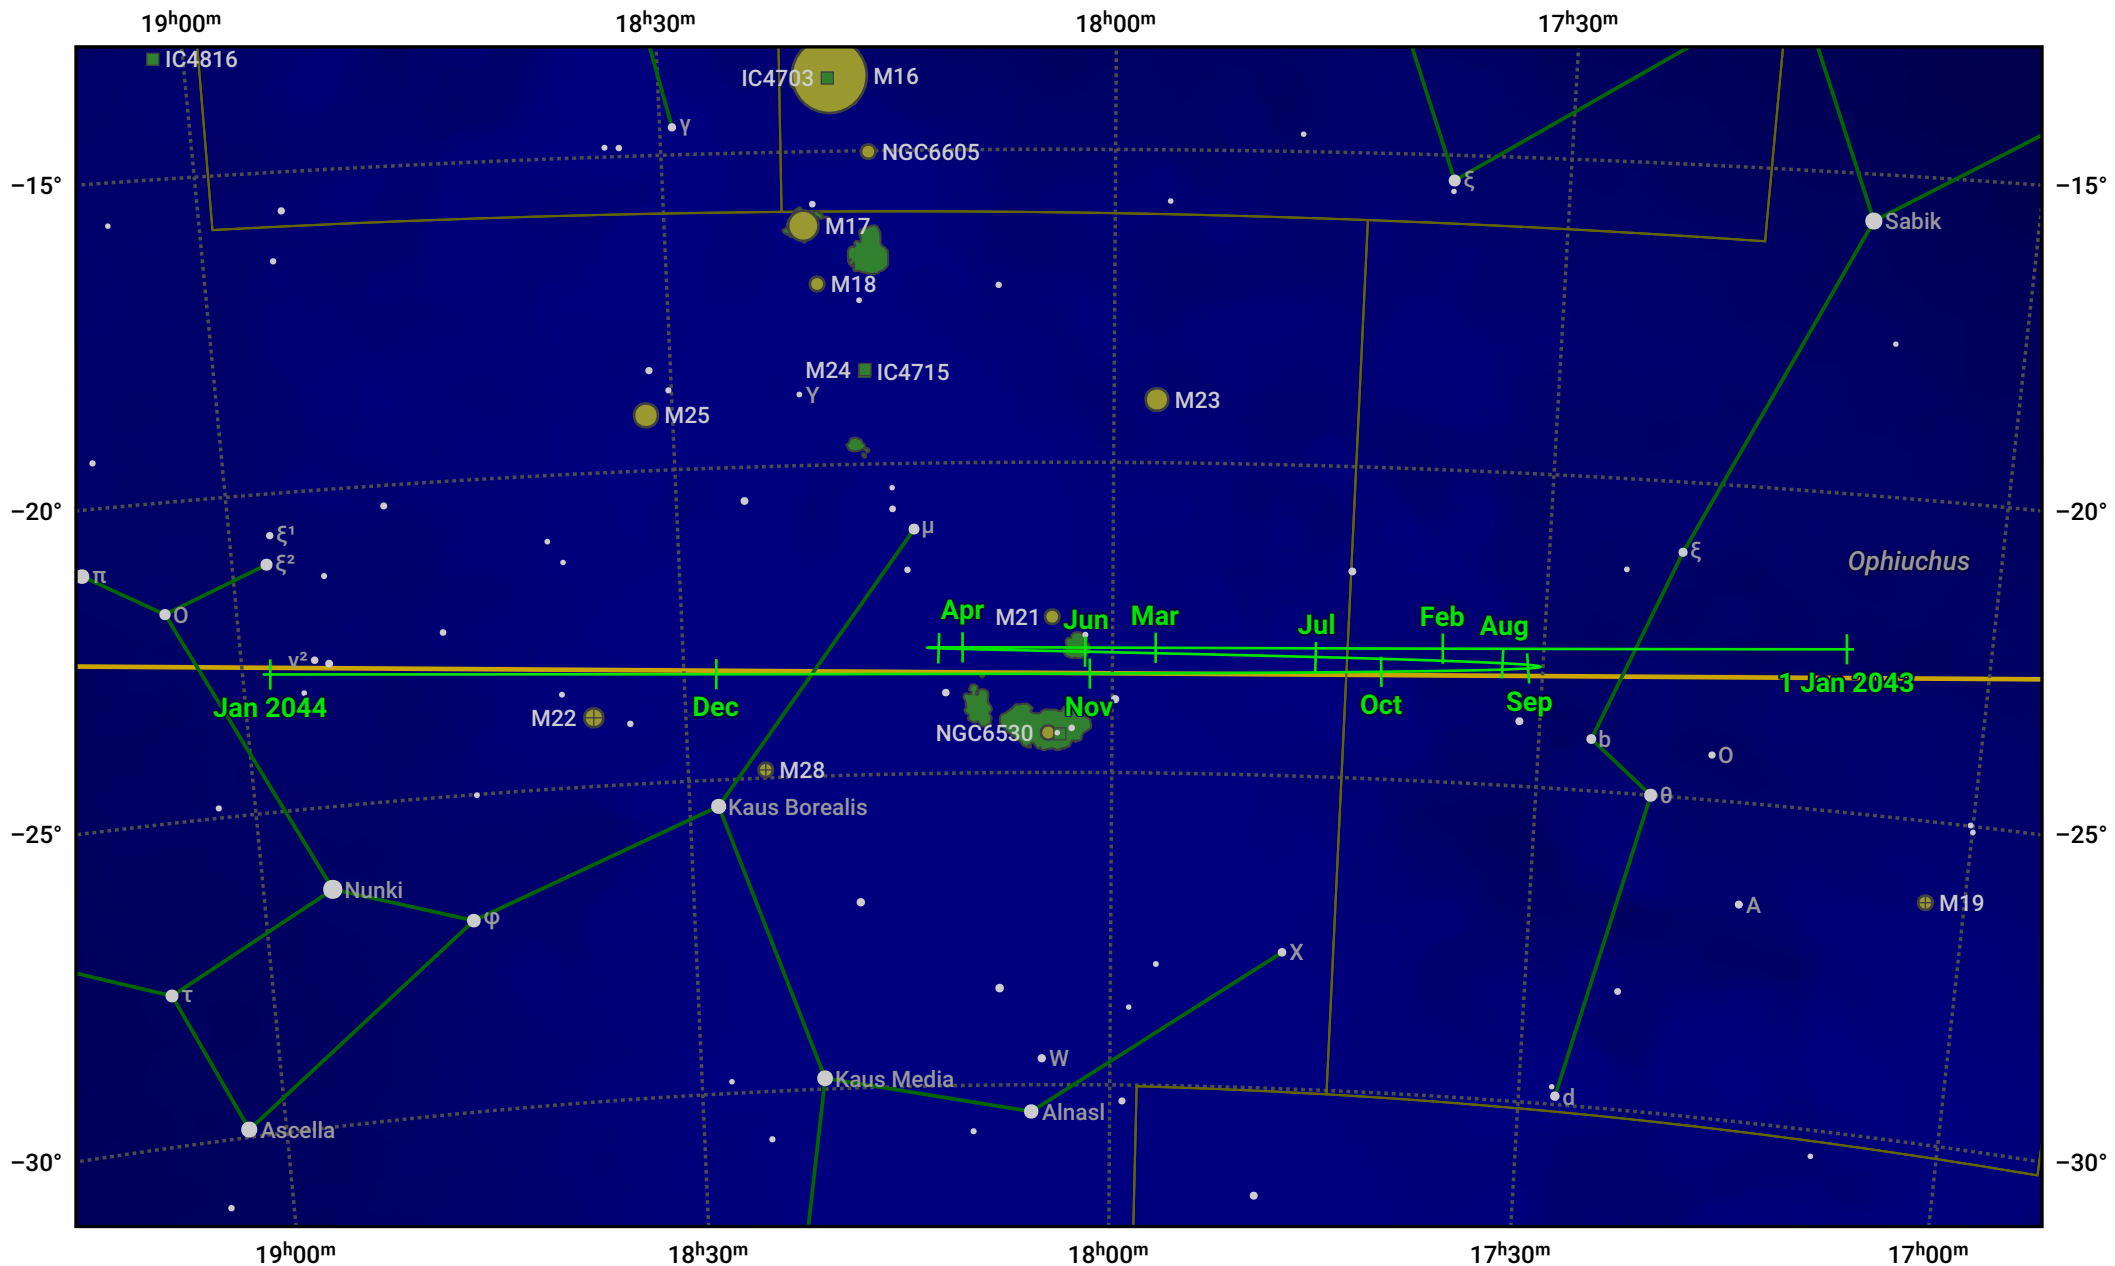 19ʰ00ᵐ 18ʰ30ᵐ 18ʰ00ᵐ 17ʰ30ᵐ
IC4816
IC4703 M16
γ
NGC6605
ξ
−15° −15°
M17 Sabik
M18
M24 IC4715
Υ
M25 M23
−20° −20°
μ
ξ¹
ξ²
ξ
Ophiuchus
π
ο
Apr M21 Jun Mar Jul Feb Aug
ν²
1 Jan 2043
Jan 2044 Dec Nov Oct Sep
M22
NGC6530
b
O
M28
θ
Kaus Borealis
−25° −25°
Nunki
φ
A M19
X
τ
W
Kaus Media
d
Alnasl
Ascella
−30° −30°
19ʰ00ᵐ 18ʰ30ᵐ 18ʰ00ᵐ 17ʰ30ᵐ 17ʰ00ᵐ